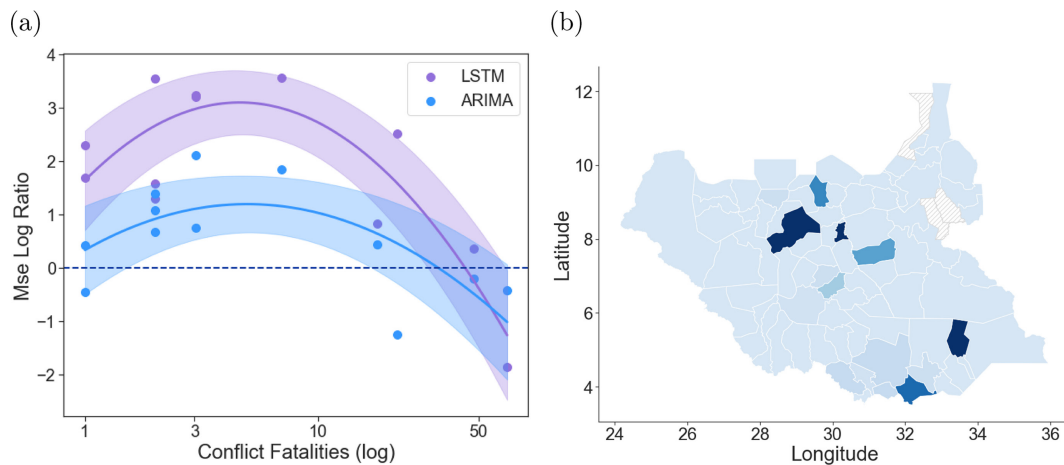 (a)
(b)
4
3
2
1
0
−1
−2
Mse Log Ratio
LSTM
ARIMA
1
3
10
50
Conflict Fatalities (log)
12
10
8
6
4
Latitude
24
26
28
30
32
34
36
Longitude